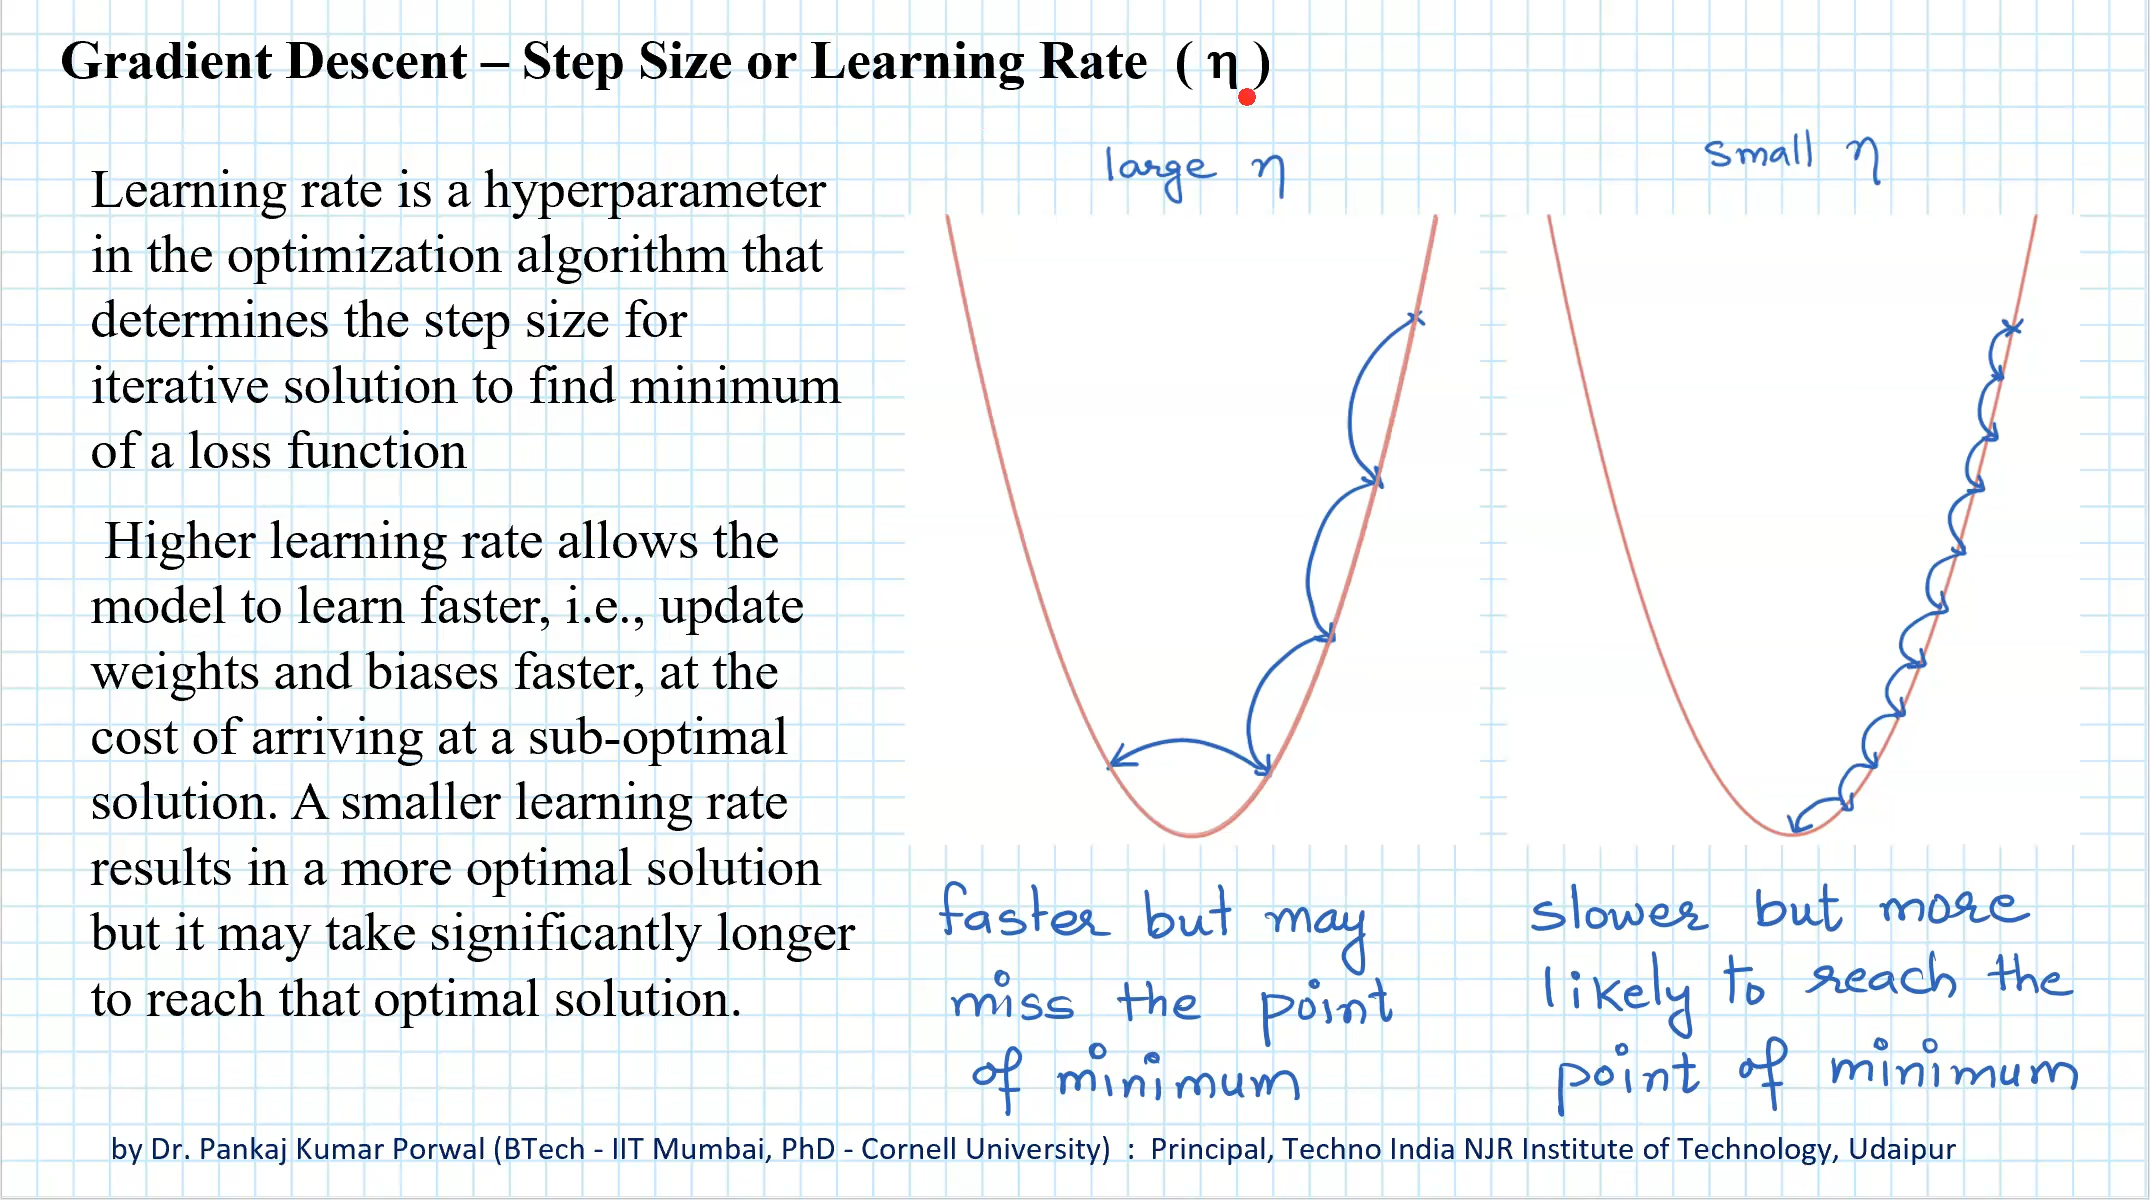 Gradient Descent – Step Size or Learning Rate ( η )
Learning rate is a hyperparameter
in the optimization algorithm that
determines the step size for
iterative solution to find minimum
of a loss function
Higher learning rate allows the
model to learn faster, i.e., update
weights and biases faster, at the
cost of arriving at a sub-optimal
solution. A smaller learning rate
results in a more optimal solution
but it may take significantly longer
to reach that optimal solution.
large η
faster but may
miss the point
of minimum
small η
slower but more
likely to reach the
point of minimum
by Dr. Pankaj Kumar Porwal (BTech - IIT Mumbai, PhD - Cornell University) : Principal, Techno India NJR Institute of Technology, Udaipur